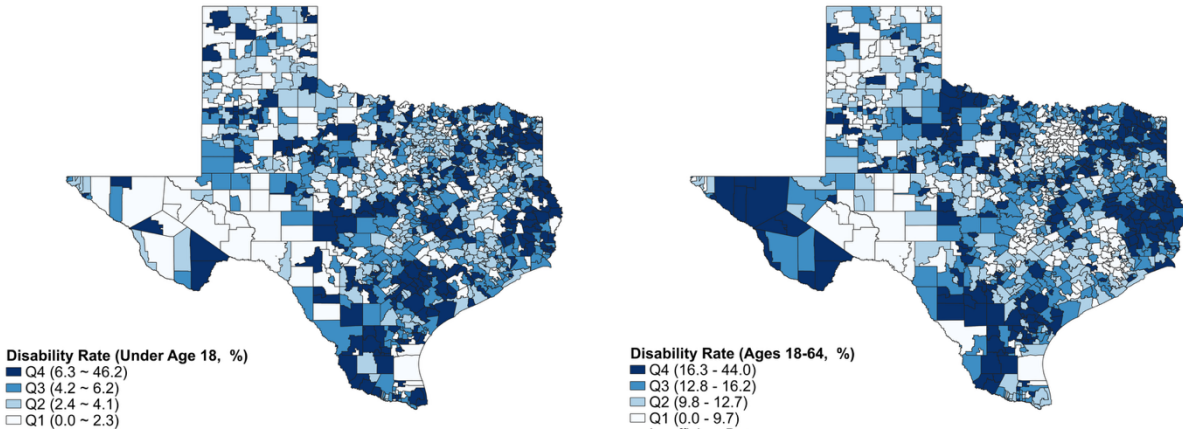 Disability Rate (Under Age 18, %)
Q4 (6.3 ~ 46.2)
Q3 (4.2 ~ 6.2)
Q2 (2.4 ~ 4.1)
Q1 (0.0 ~ 2.3)
Disability Rate (Ages 18-64, %)
Q4 (16.3 - 44.0)
Q3 (12.8 - 16.2)
Q2 (9.8 - 12.7)
Q1 (0.0 - 9.7)